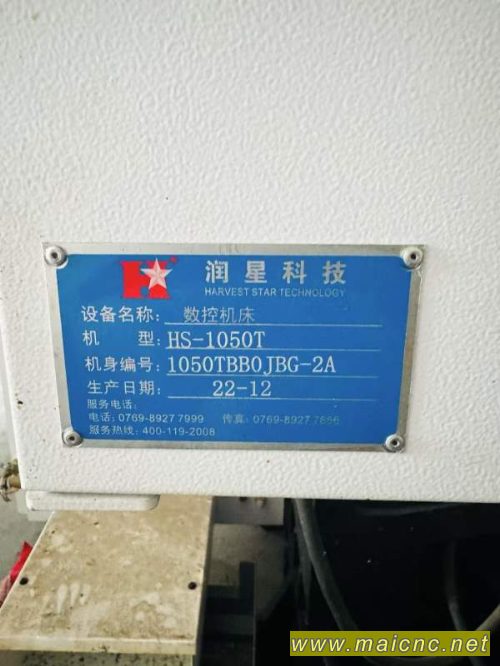 润星科技
HARVEST STAR TECHNOLOGY
设备名称: 数控机床
机 型: HS-1050T
机身编号: 1050TBB0JBG-2A
生产日期: 22-12
服务电话:
电话: 0769-8927 7999 传真: 0769-8927 7886
服务热线: 400-119-2008
www.maicnc.net